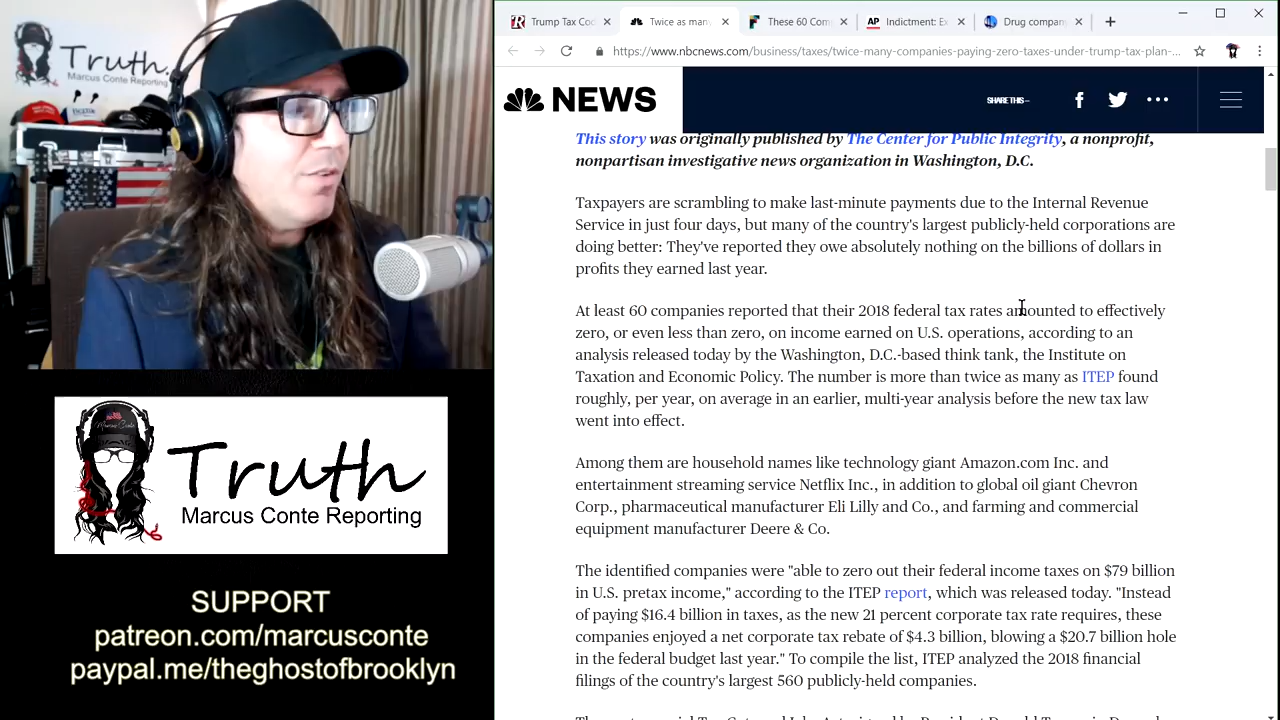 Truth.
Marcus Conte Reporting
Truth
Marcus Conte Reporting
SUPPORT
patreon.com/marcusconte
paypal.me/theghostofbrooklyn
Trump Tax Cod
Twice as man
These 60 Com
AP
Indictment: Ex
Drug compan
https://www.nbcnews.com/business/taxes/twice-many-companies-paying-zero-taxes-under-trump-tax-plan-...
NEWS
SHARE THIS —
This story was originally published by The Center for Public Integrity, a nonprofit,
nonpartisan investigative news organization in Washington, D.C.
Taxpayers are scrambling to make last-minute payments due to the Internal Revenue
Service in just four days, but many of the country's largest publicly-held corporations are
doing better: They've reported they owe absolutely nothing on the billions of dollars in
profits they earned last year.
At least 60 companies reported that their 2018 federal tax rates amounted to effectively
zero, or even less than zero, on income earned on U.S. operations, according to an
analysis released today by the Washington, D.C.-based think tank, the Institute on
Taxation and Economic Policy. The number is more than twice as many as ITEP found
roughly, per year, on average in an earlier, multi-year analysis before the new tax law
went into effect.
Among them are household names like technology giant Amazon.com Inc. and
entertainment streaming service Netflix Inc., in addition to global oil giant Chevron
Corp., pharmaceutical manufacturer Eli Lilly and Co., and farming and commercial
equipment manufacturer Deere & Co.
The identified companies were "able to zero out their federal income taxes on $79 billion
in U.S. pretax income," according to the ITEP report, which was released today. "Instead
of paying $16.4 billion in taxes, as the new 21 percent corporate tax rate requires, these
companies enjoyed a net corporate tax rebate of $4.3 billion, blowing a $20.7 billion hole
in the federal budget last year." To compile the list, ITEP analyzed the 2018 financial
filings of the country's largest 560 publicly-held companies.